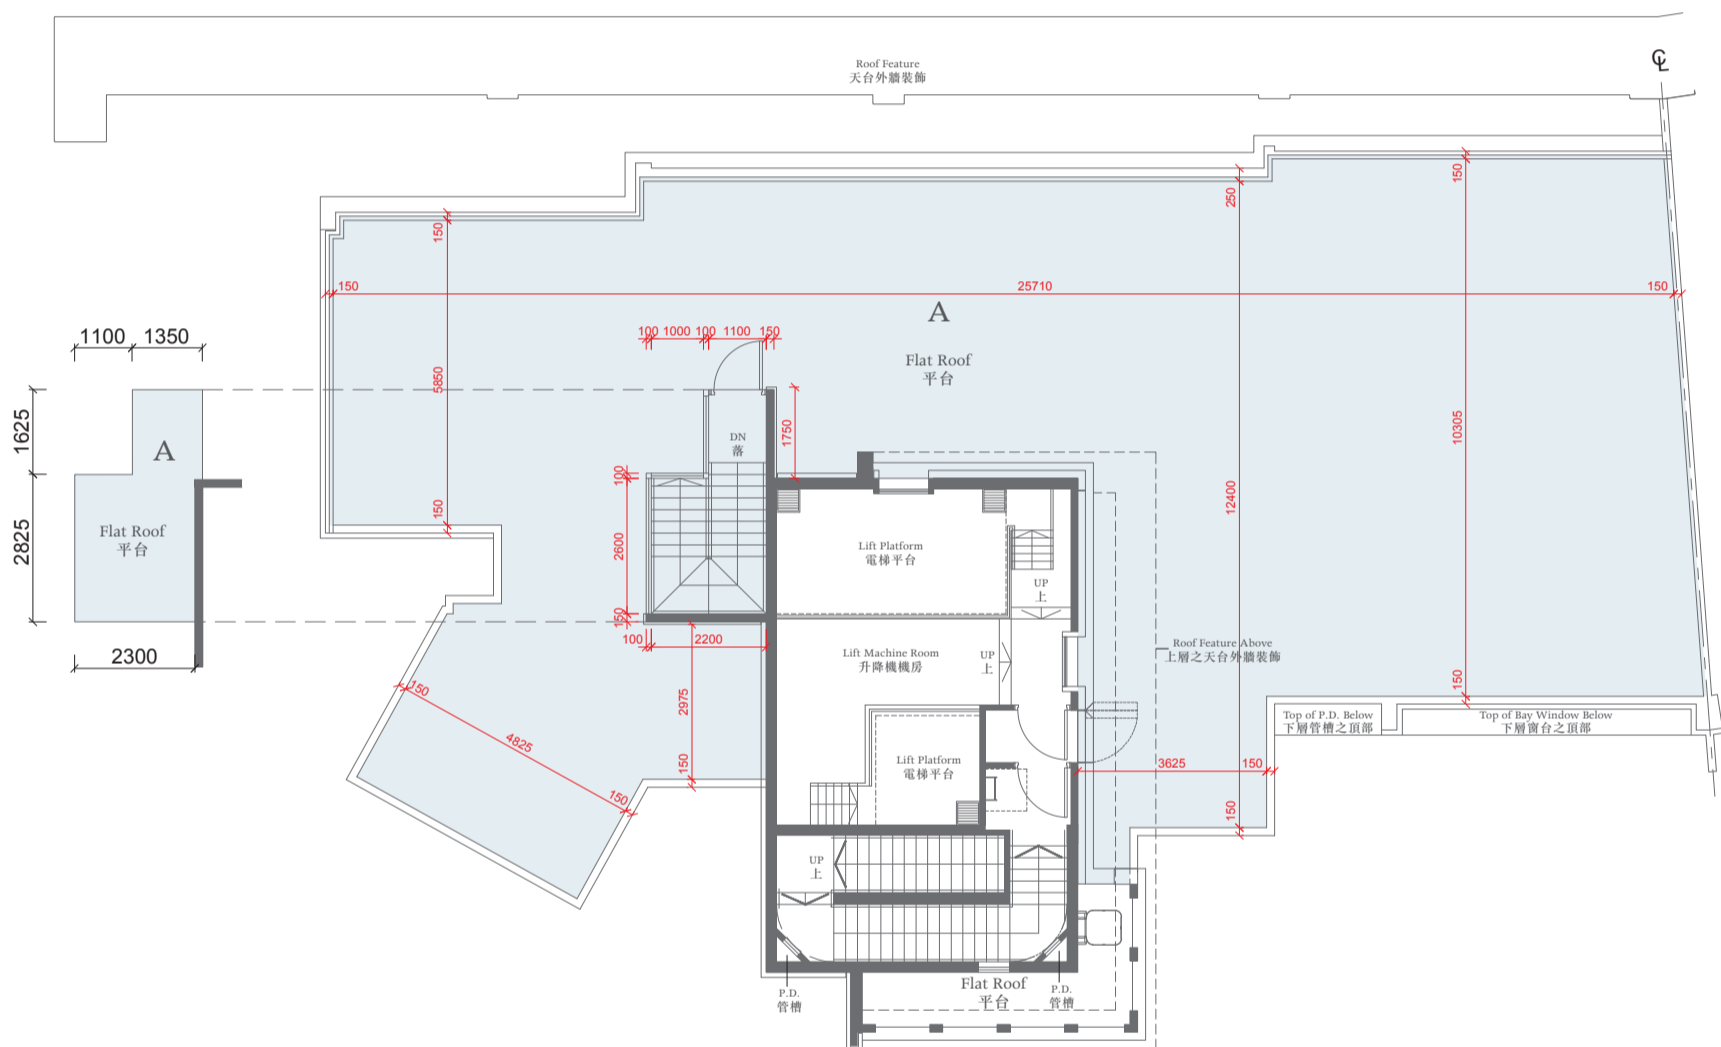 Roof Feature
天台外牆裝飾
℄
150
250
150
150
25710
150
A
Flat Roof
平台
100 1000 100 1100 150
1100 1350
5850
1750
10305
12400
1625
2825
A
Flat Roof
平台
2300
DN
落
100
2600
150
150
100 2200
Lift Platform
電梯平台
UP
上
Lift Machine Room
升降機機房
UP
上
Roof Feature Above
上層之天台外牆裝飾
150
4825
150
2975
150
Lift Platform
電梯平台
3625 150
150
150
Top of P.D. Below
下層管槽之頂部
Top of Bay Window Below
下層窗台之頂部
UP
上
P.D.
管槽
Flat Roof
平台
P.D.
管槽